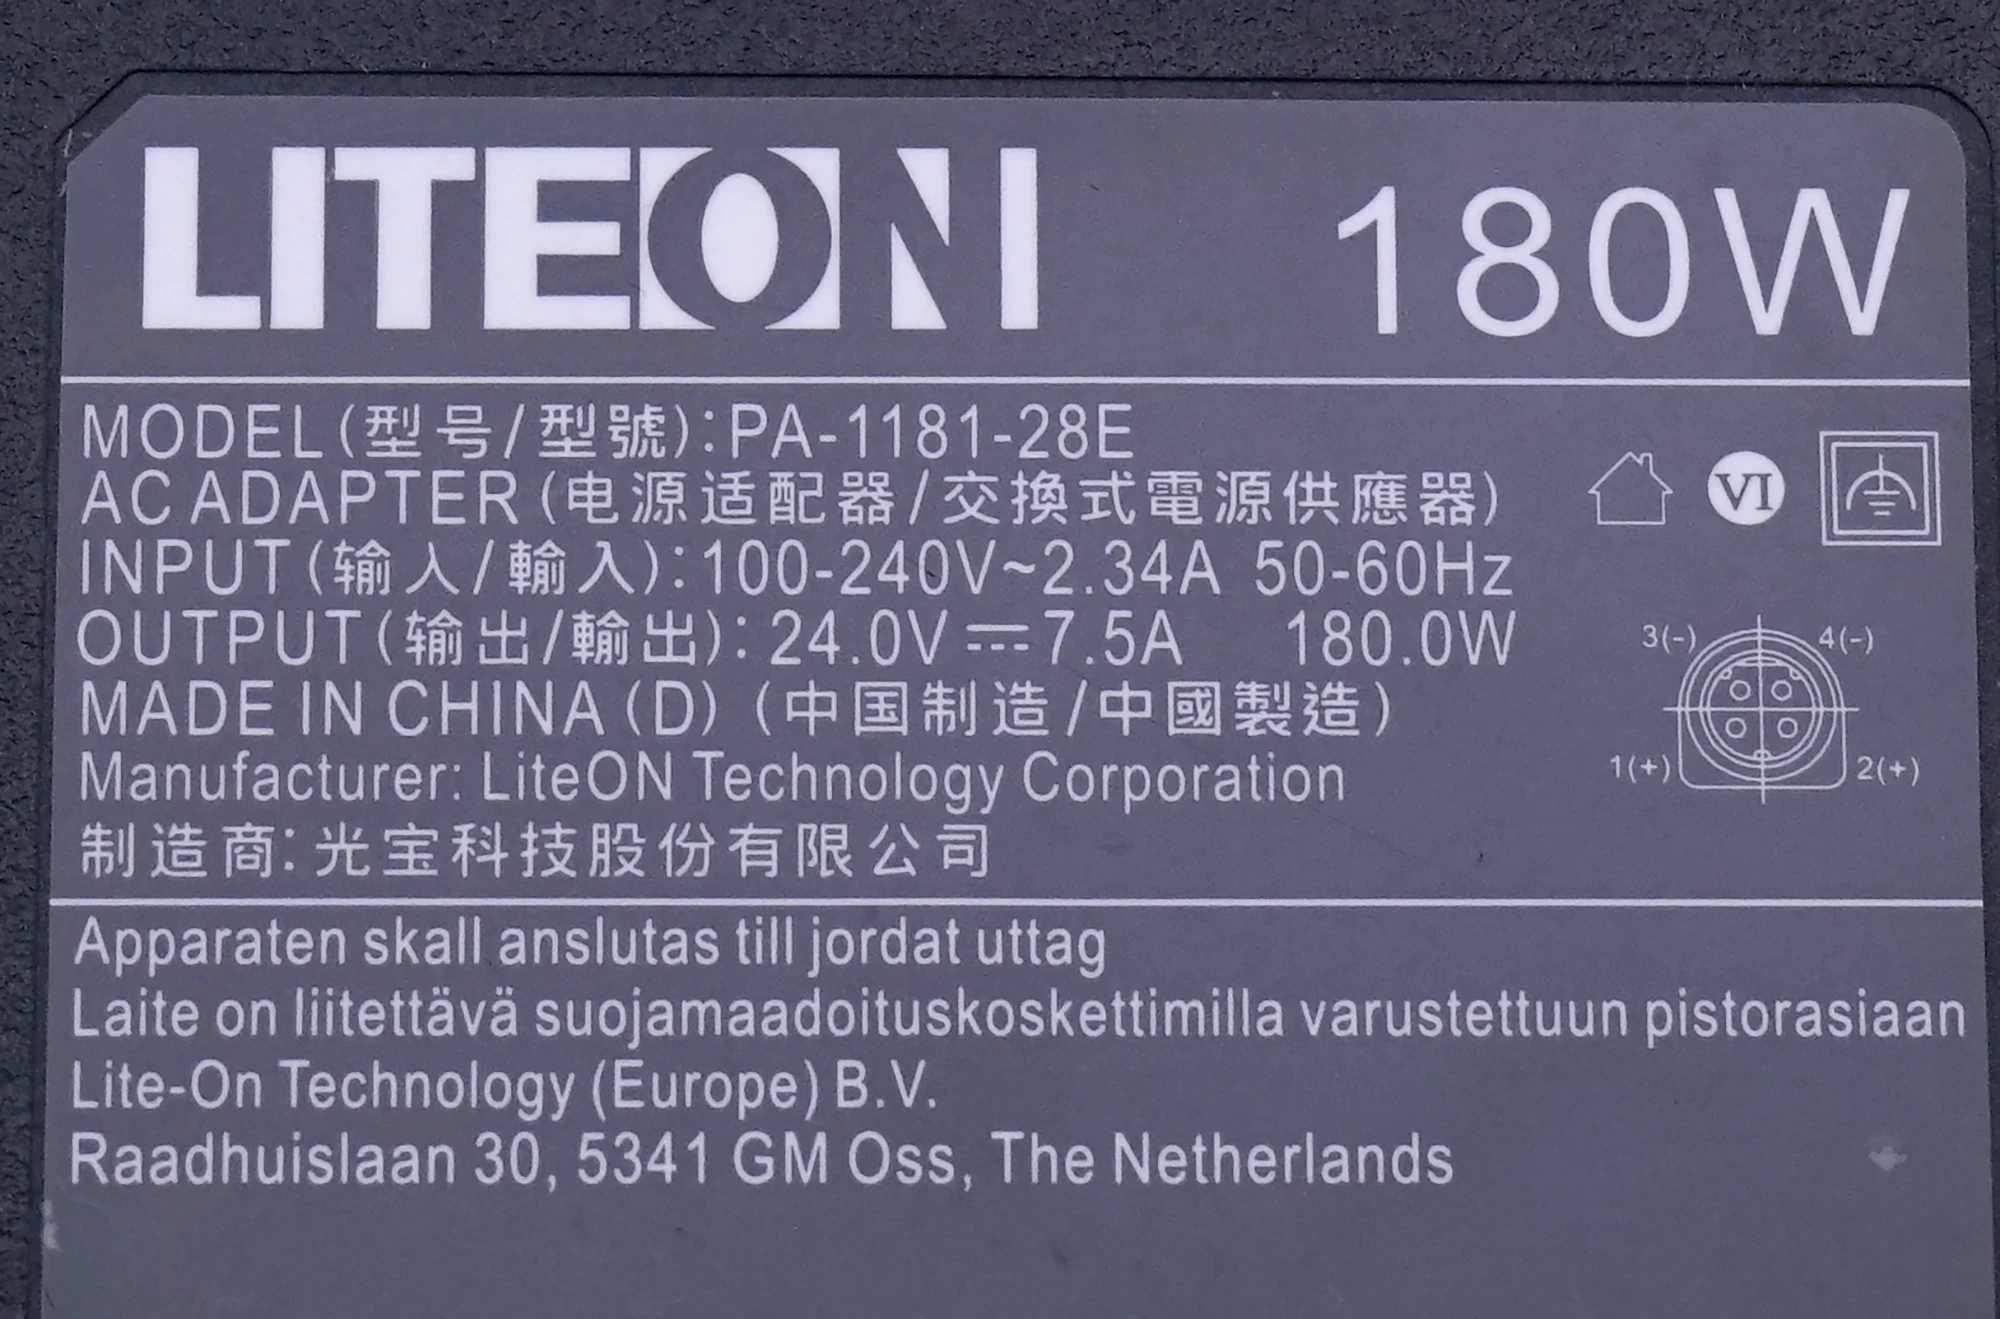 LITEON 180W
MODEL(型号/型號):PA-1181-28E
AC ADAPTER(电源适配器/交換式電源供應器)
VI
INPUT(输入/輸入):100-240V~2.34A 50-60Hz
OUTPUT(输出/輸出):24.0V⎓7.5A 180.0W
3(-) 4(-)
MADE IN CHINA(D) (中国制造/中國製造)
Manufacturer: LiteON Technology Corporation
1(+) 2(+)
制造商:光宝科技股份有限公司
Apparaten skall anslutas till jordat uttag
Laite on liitettävä suojamaadoituskoskettimilla varustettuun pistorasiaan
Lite-On Technology (Europe) B.V.
Raadhuislaan 30, 5341 GM Oss, The Netherlands